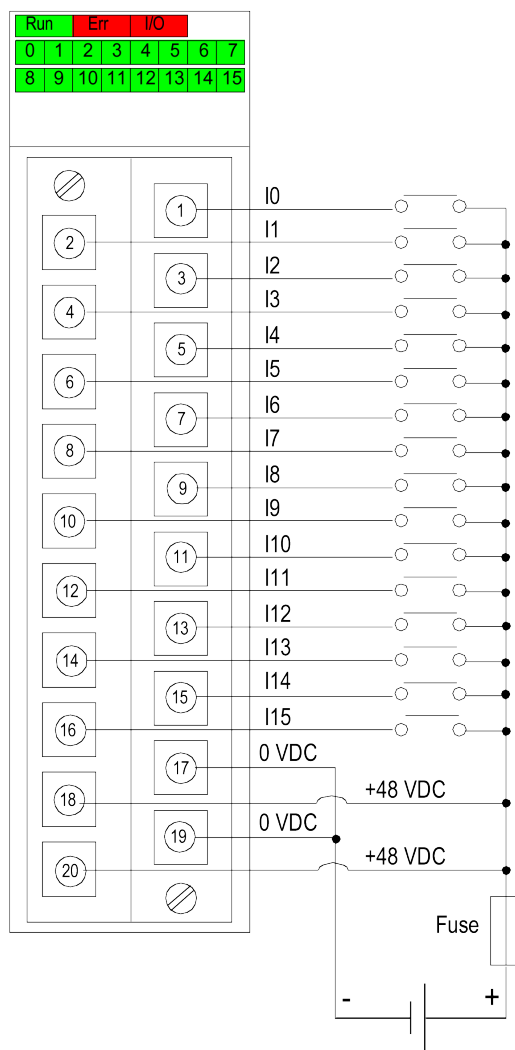 Run Err I/O
0 1 2 3 4 5 6 7
8 9 10 11 12 13 14 15
1 I0
2 I1
3 I2
4 I3
5 I4
6 I5
7 I6
8 I7
9 I8
10 I9
11 I10
12 I11
13 I12
14 I13
15 I14
16 I15
17 0 VDC
18 +48 VDC
19 0 VDC
20 +48 VDC
Fuse
- +